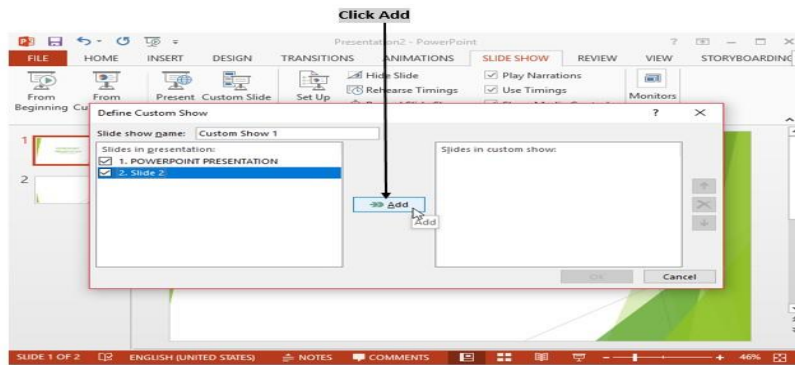 Click Add
Presentation2 - PowerPoint
FILE HOME INSERT DESIGN TRANSITIONS ANIMATIONS SLIDE SHOW REVIEW VIEW STORYBOARDING
From Beginning
From
Present
Custom Slide
Set Up
Hide Slide
Rehearse Timings
Play Narrations
Use Timings
Monitors
Define Custom Show ?
Slide show name: Custom Show 1
Slides in presentation:
1. POWERPOINT PRESENTATION
2. Slide 2
Add
Add
Slides in custom show:
OK Cancel
1
2
SLIDE 1 OF 2 ENGLISH (UNITED STATES) NOTES COMMENTS 46%